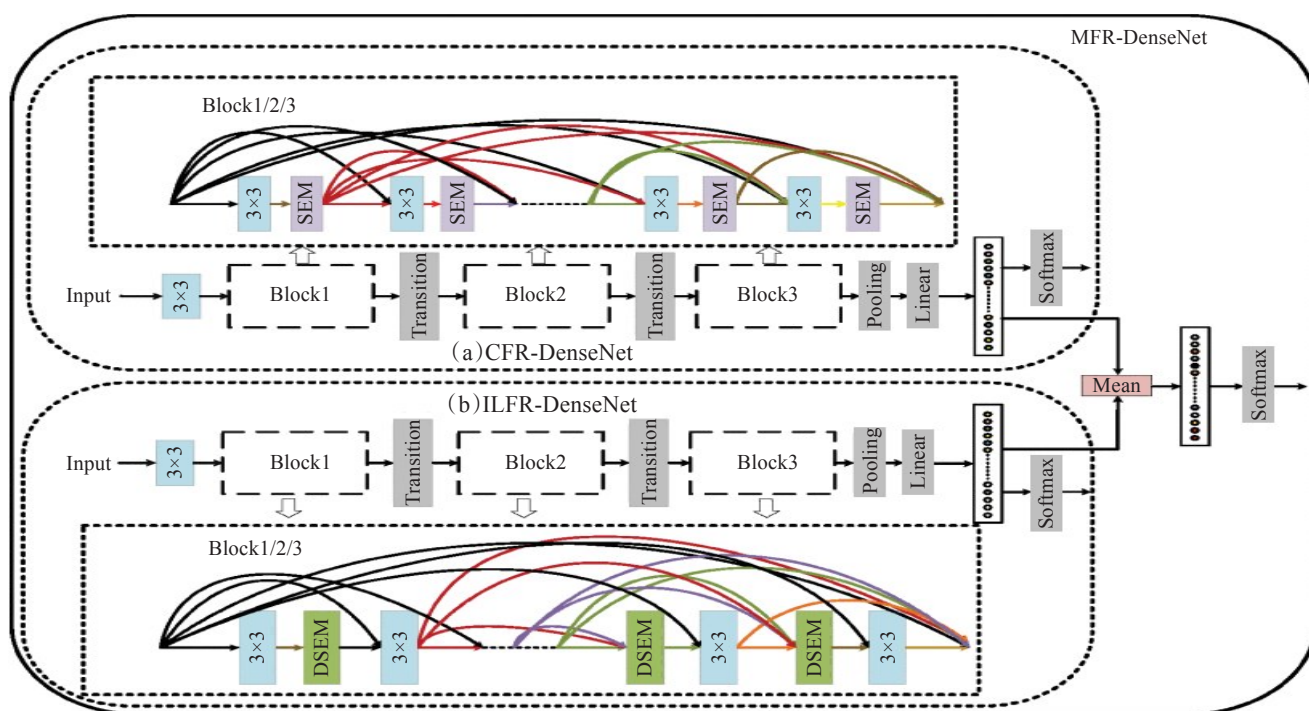 MFR-DenseNet
Block1/2/3
3×3
SEM
3×3
SEM
3×3
SEM
3×3
SEM
Input
3×3
Block1
Transition
Block2
Transition
Block3
Pooling
Linear
Softmax
(a)CFR-DenseNet
Mean
Softmax
(b)ILFR-DenseNet
Input
3×3
Block1
Transition
Block2
Transition
Block3
Pooling
Linear
Softmax
Block1/2/3
3×3
DSEM
3×3
DSEM
3×3
DSEM
3×3